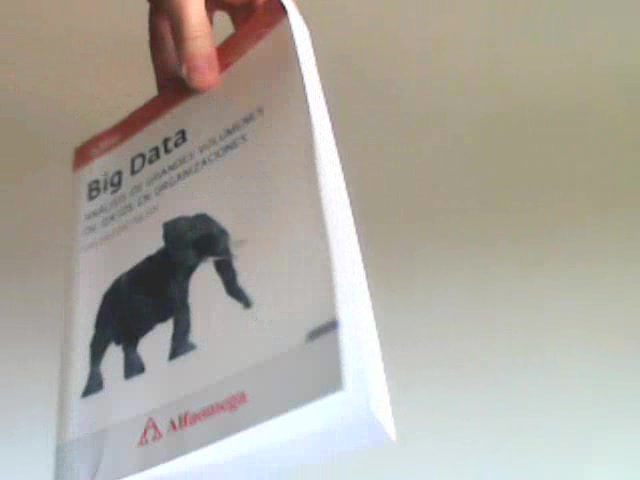 Big Data
ANÁLISIS DE GRANDES VOLÚMENES
DE DATOS EN ORGANIZACIONES
Alfaomega